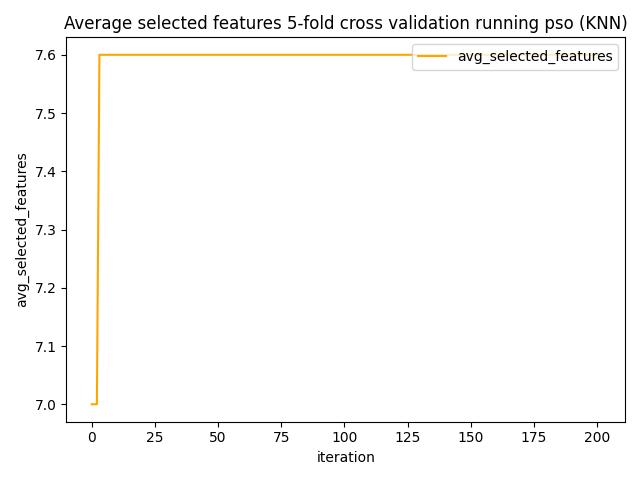 Average selected features 5-fold cross validation running pso (KNN)
avg_selected_features
7.6
7.5
7.4
7.3
7.2
7.1
7.0
avg_selected_features
0 25 50 75 100 125 150 175 200
iteration